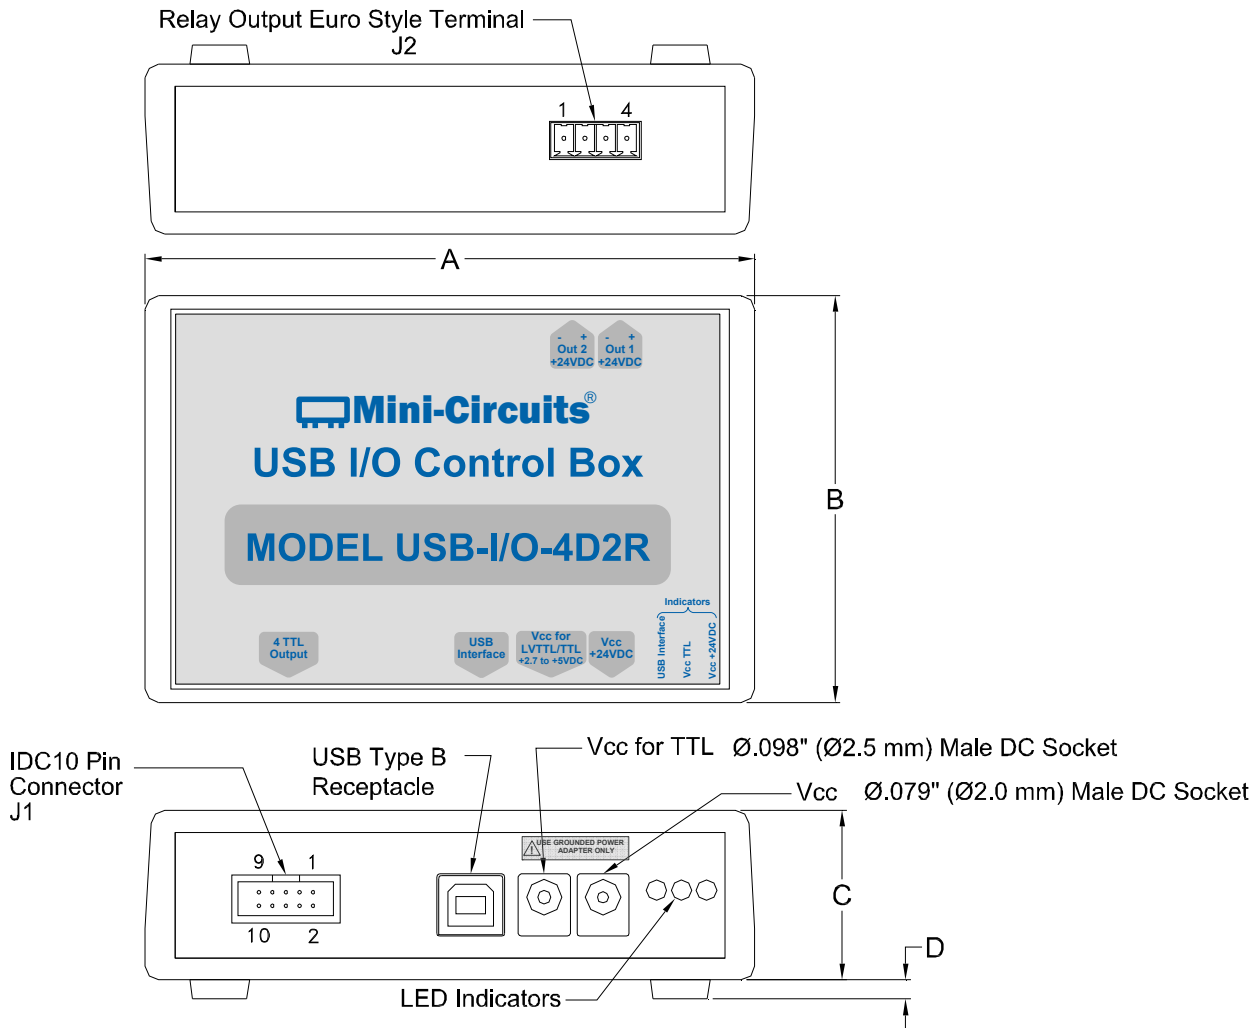 Relay Output Euro Style Terminal
J2
1 4
A
- + - +
Out 2 Out 1
+24VDC +24VDC
Mini-Circuits®
USB I/O Control Box
MODEL USB-I/O-4D2R
B
Indicators
USB Interface
Vcc TTL
Vcc +24VDC
4 TTL
Output
USB
Interface
Vcc for
LVTTL/TTL
+2.7 to +5VDC
Vcc
+24VDC
IDC10 Pin
Connector
J1
USB Type B
Receptacle
Vcc for TTL Ø.098" (Ø2.5 mm) Male DC Socket
Vcc Ø.079" (Ø2.0 mm) Male DC Socket
USE GROUNDED POWER
ADAPTER ONLY
9 1
10 2
C
D
LED Indicators